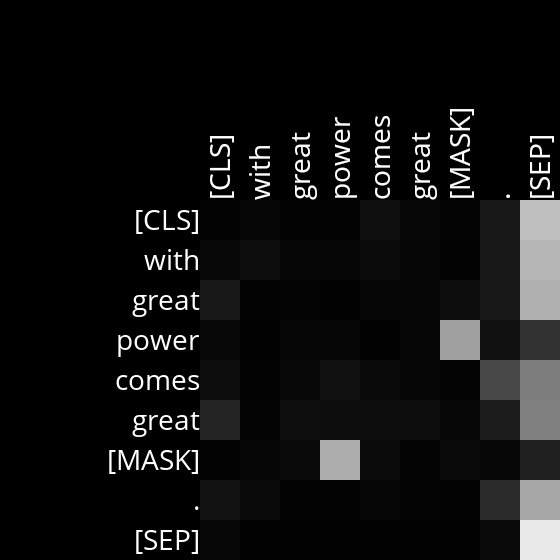 [CLS] with great power comes great [MASK] . [SEP]
[CLS]
with
great
power
comes
great
[MASK]
.
[SEP]